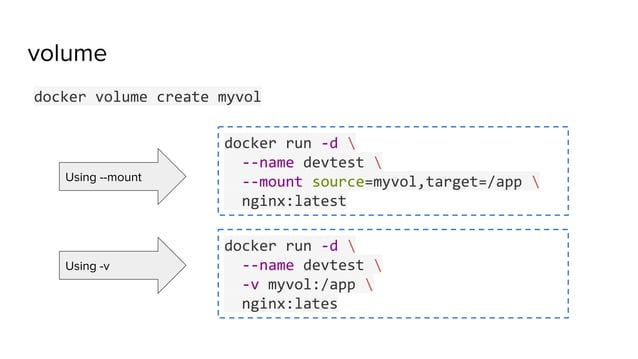 volume
docker volume create myvol
Using --mount
docker run -d \
--name devtest \
--mount source=myvol,target=/app \
nginx:latest
Using -v
docker run -d \
--name devtest \
-v myvol:/app \
nginx:lates